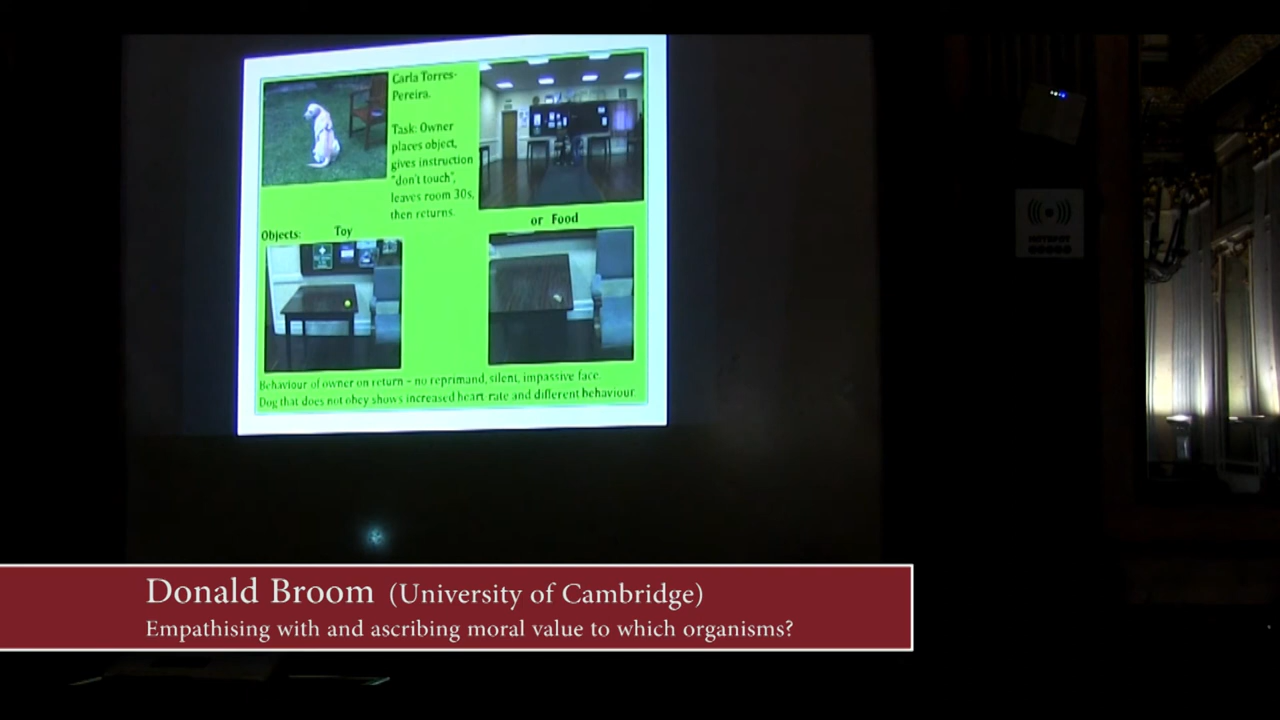 Carla Torres-
Pereira.
Task: Owner
places object,
gives instruction
"don't touch",
leaves room 30s,
then returns.
Objects: Toy
or Food
Behaviour of owner on return - no reprimand, silent, impassive face.
Dog that does not obey shows increased heart rate and different behaviour
Donald Broom (University of Cambridge)
Empathising with and ascribing moral value to which organisms?